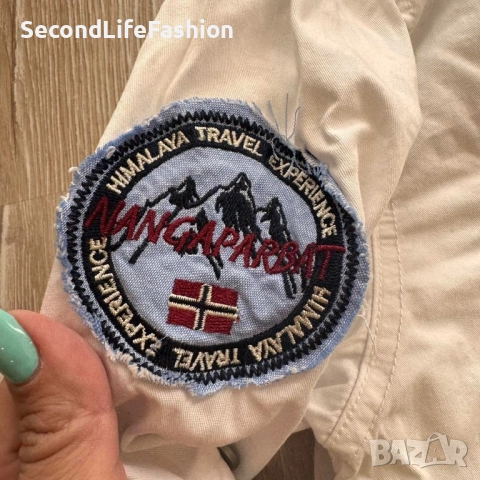 SecondLifeFashion
HIMALAYA TRAVEL EXPERIENCE
NANGAPARBAT
HIMALAYA TRAVEL EXPERIENCE
BAZAR